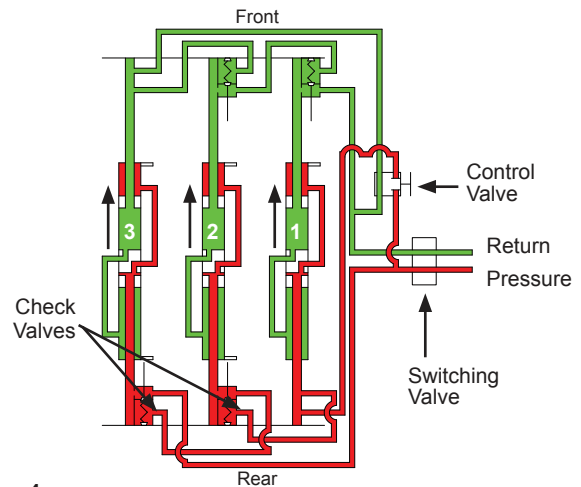 Front
Control
Valve
3 2 1
Return
Pressure
Check
Valves
Switching
Valve
Rear